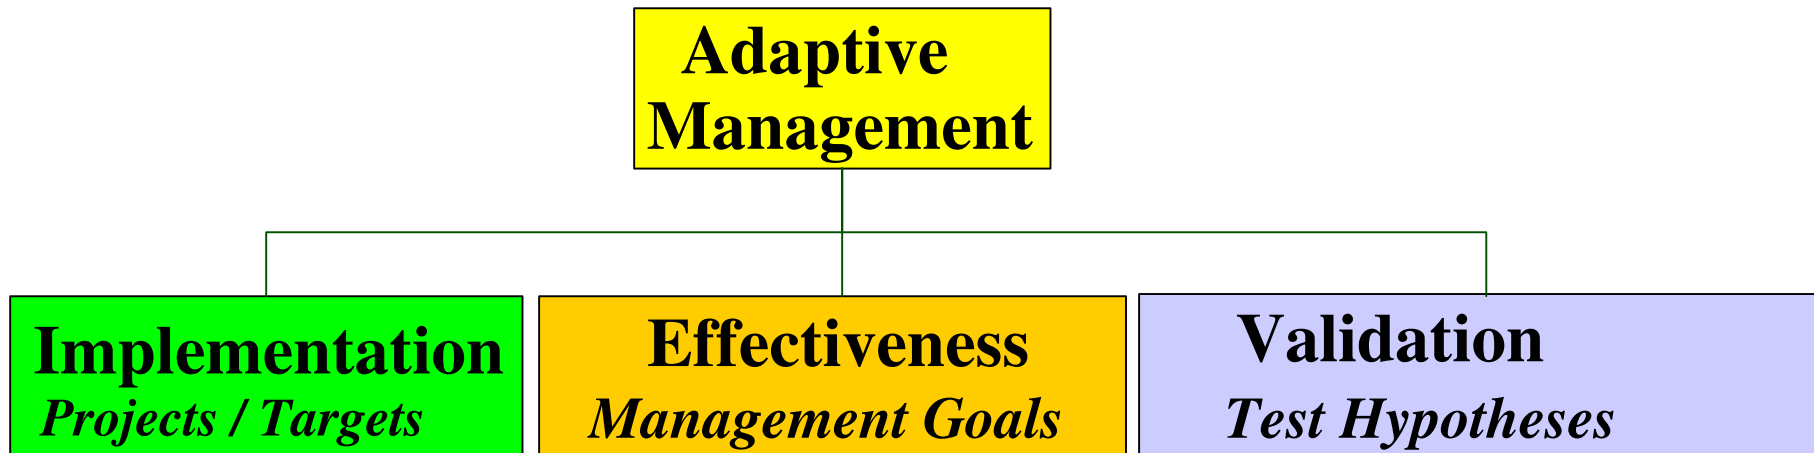 Adaptive
Management
Implementation
Projects / Targets
Effectiveness
Management Goals
Validation
Test Hypotheses